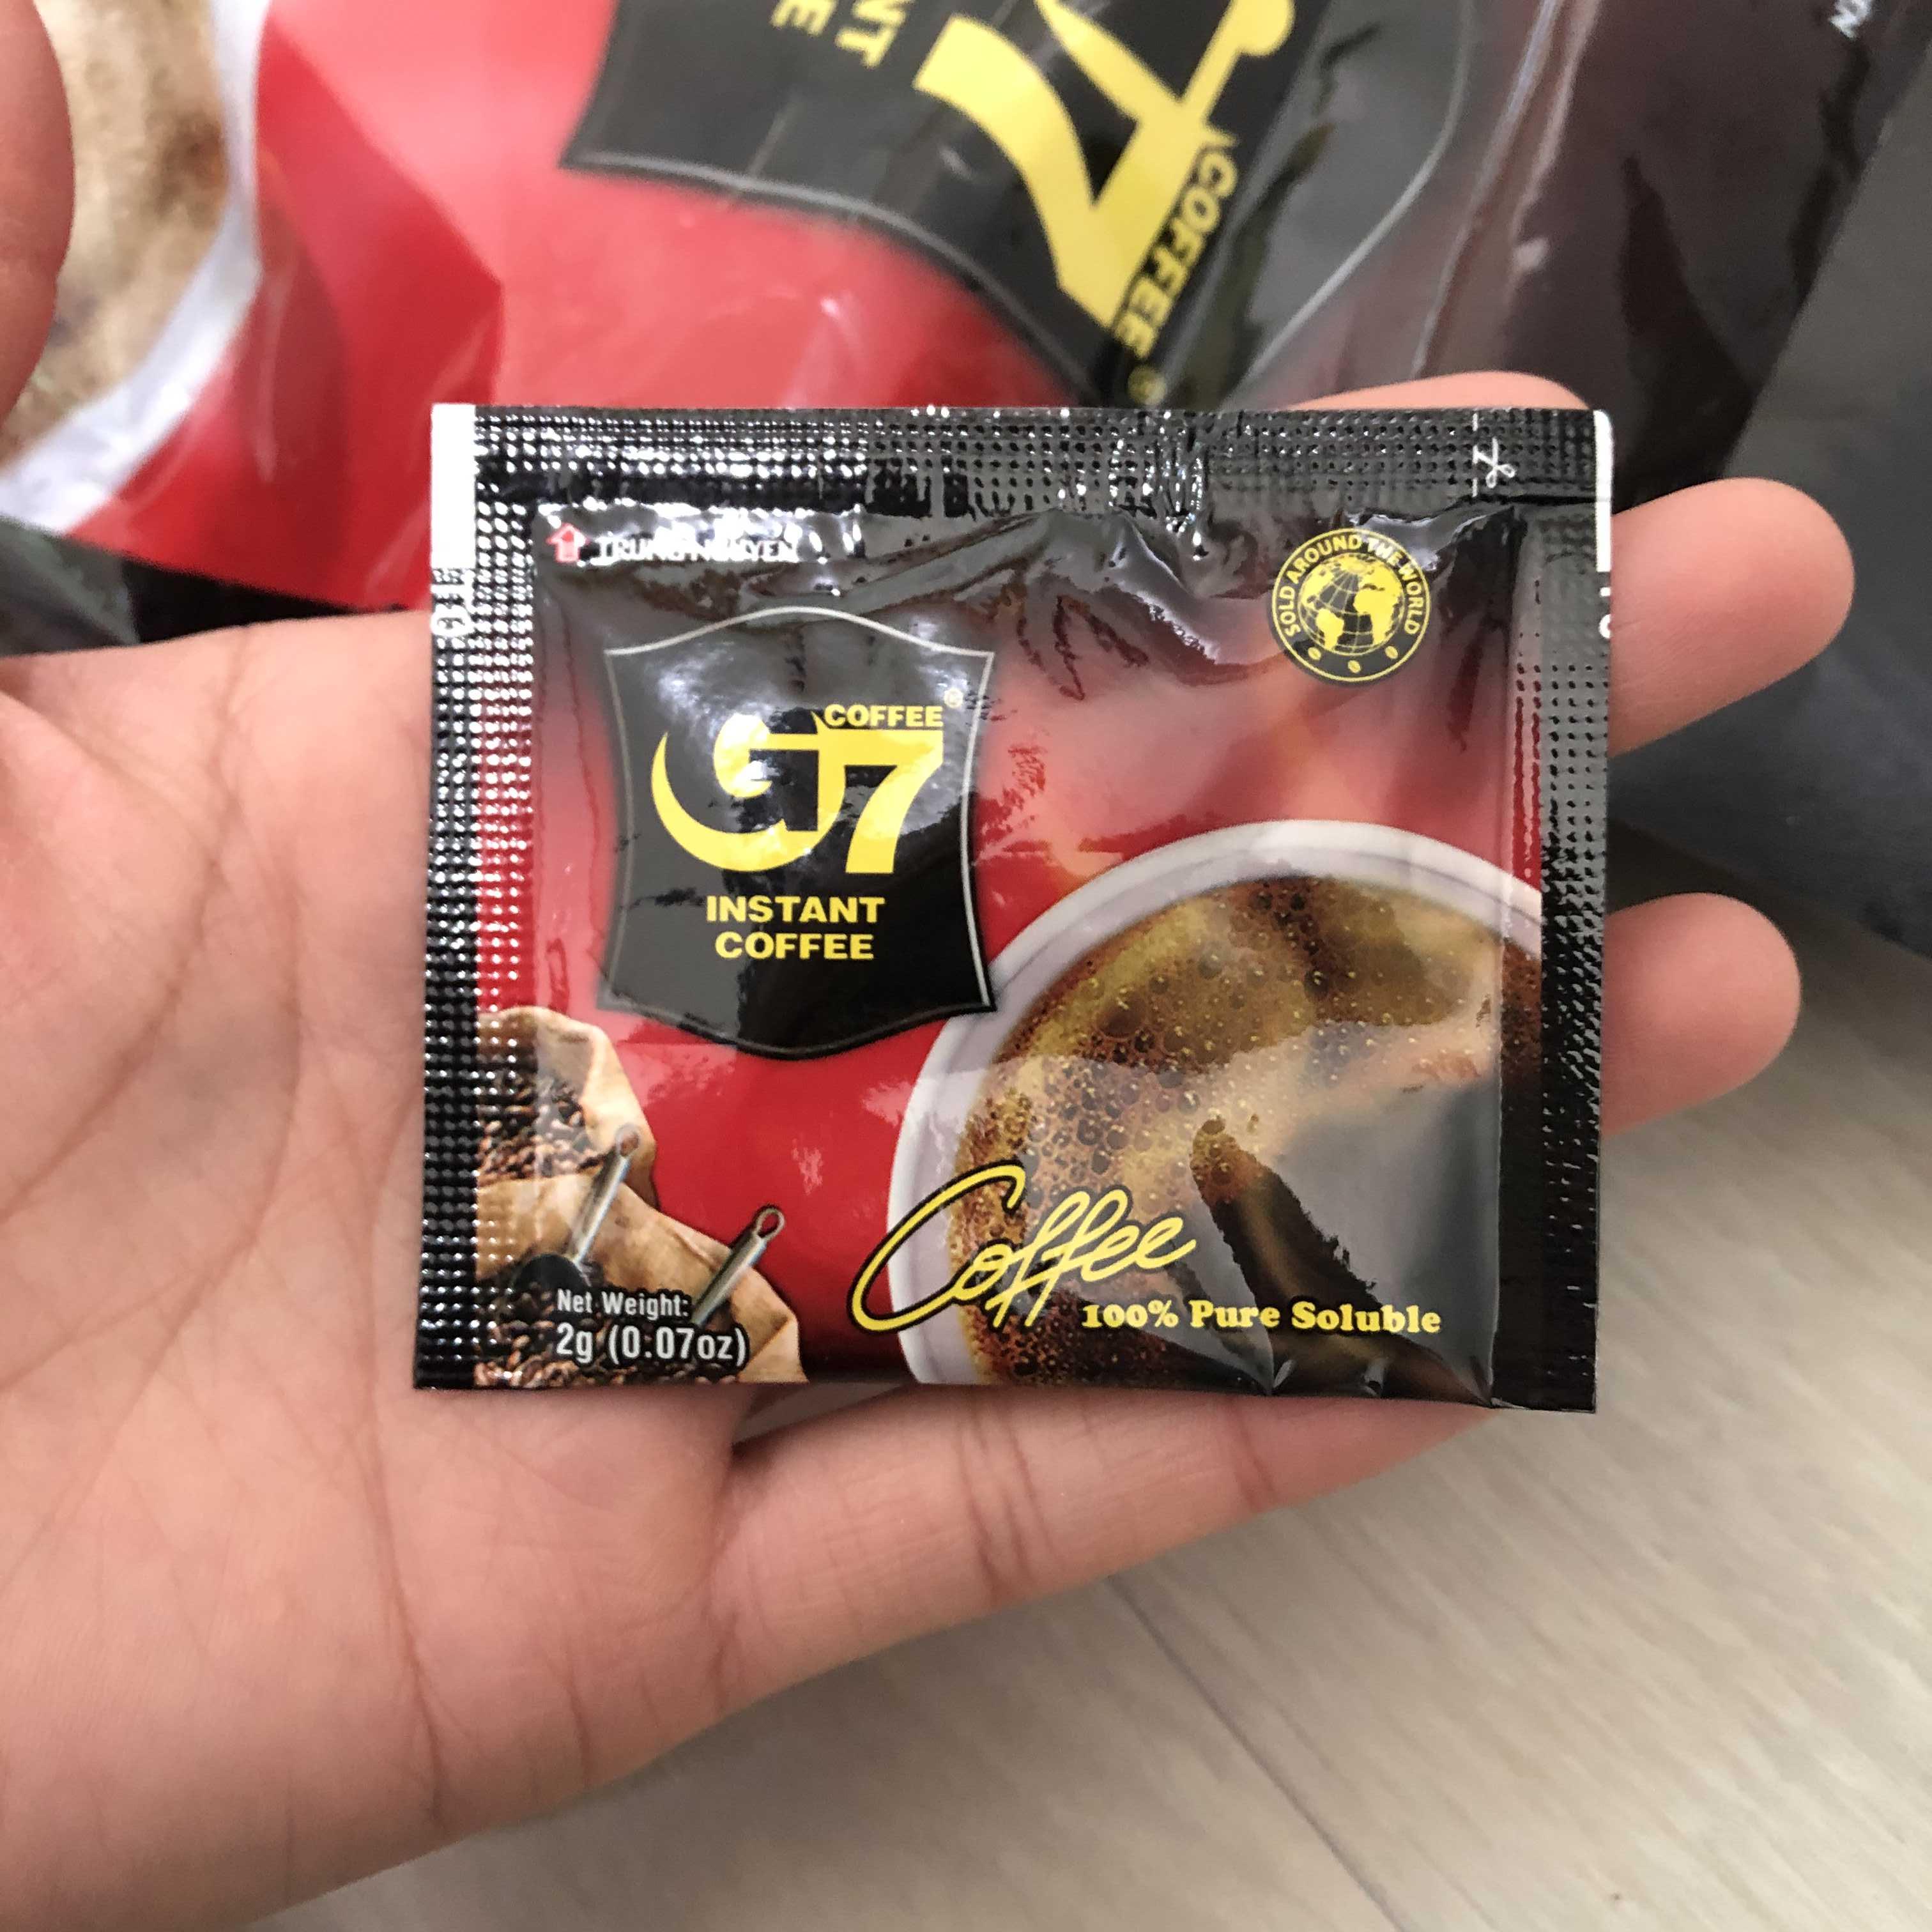 COFFEE®
TRUNG NGUYEN
SOLD AROUND THE WORLD
COFFEE®
G7
INSTANT
COFFEE
Coffee
100% Pure Soluble
Net Weight:
2g (0.07oz)